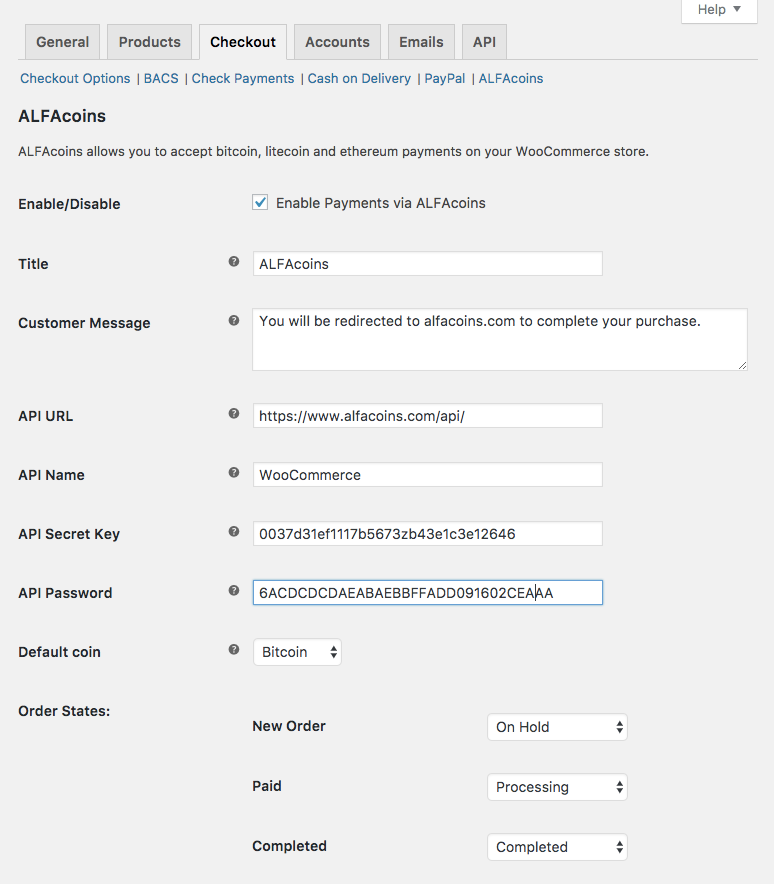 Help
General Products Checkout Accounts Emails API
Checkout Options | BACS | Check Payments | Cash on Delivery | PayPal | ALFAcoins
ALFAcoins
ALFAcoins allows you to accept bitcoin, litecoin and ethereum payments on your WooCommerce store.
Enable/Disable Enable Payments via ALFAcoins
Title ? ALFAcoins
Customer Message ? You will be redirected to alfacoins.com to complete your purchase.
API URL ? https://www.alfacoins.com/api/
API Name ? WooCommerce
API Secret Key ? 0037d31ef1117b5673zb43e1c3e12646
API Password ? 6ACDCDCDAEABAEBBFFADD091602CEAAA
Default coin ? Bitcoin
Order States:
New Order On Hold
Paid Processing
Completed Completed